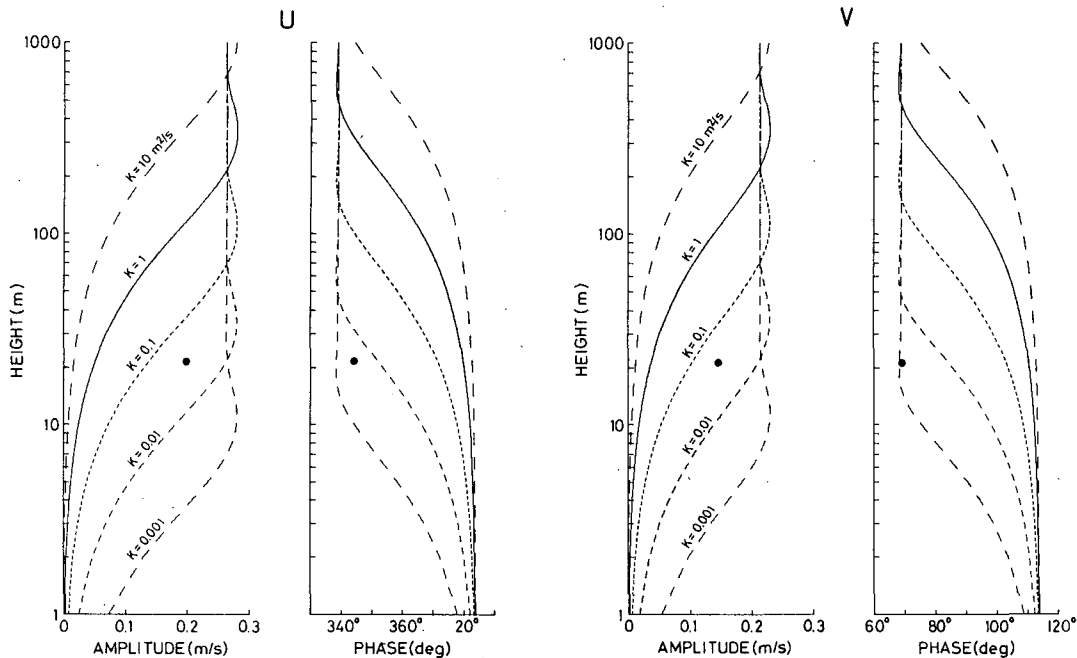 U
V
1000
100
10
1
HEIGHT(m)
K=10 m²/s
K=1
K=0.1
K=0.01
K=0.001
0 0.1 0.2 0.3
AMPLITUDE(m/s)
340° 360° 20°
PHASE(deg)
1000
100
10
1
HEIGHT(m)
K=10 m²/s
K=1
K=0.1
K=0.01
K=0.001
0 0.1 0.2 0.3
AMPLITUDE(m/s)
60° 80° 100° 120°
PHASE(deg)